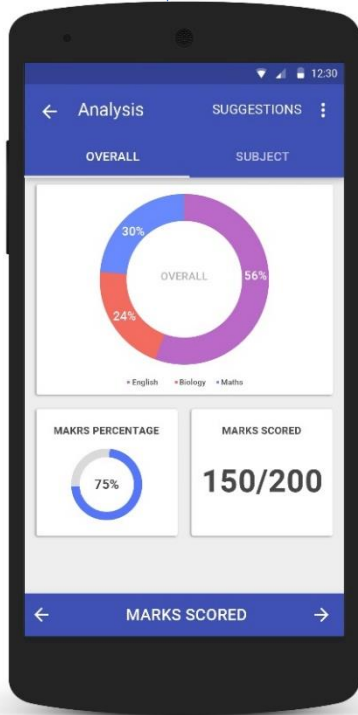 12:30
Analysis SUGGESTIONS
OVERALL SUBJECT
30%
OVERALL
56%
24%
English Biology Maths
MAKRS PERCENTAGE
MARKS SCORED
75%
150/200
MARKS SCORED